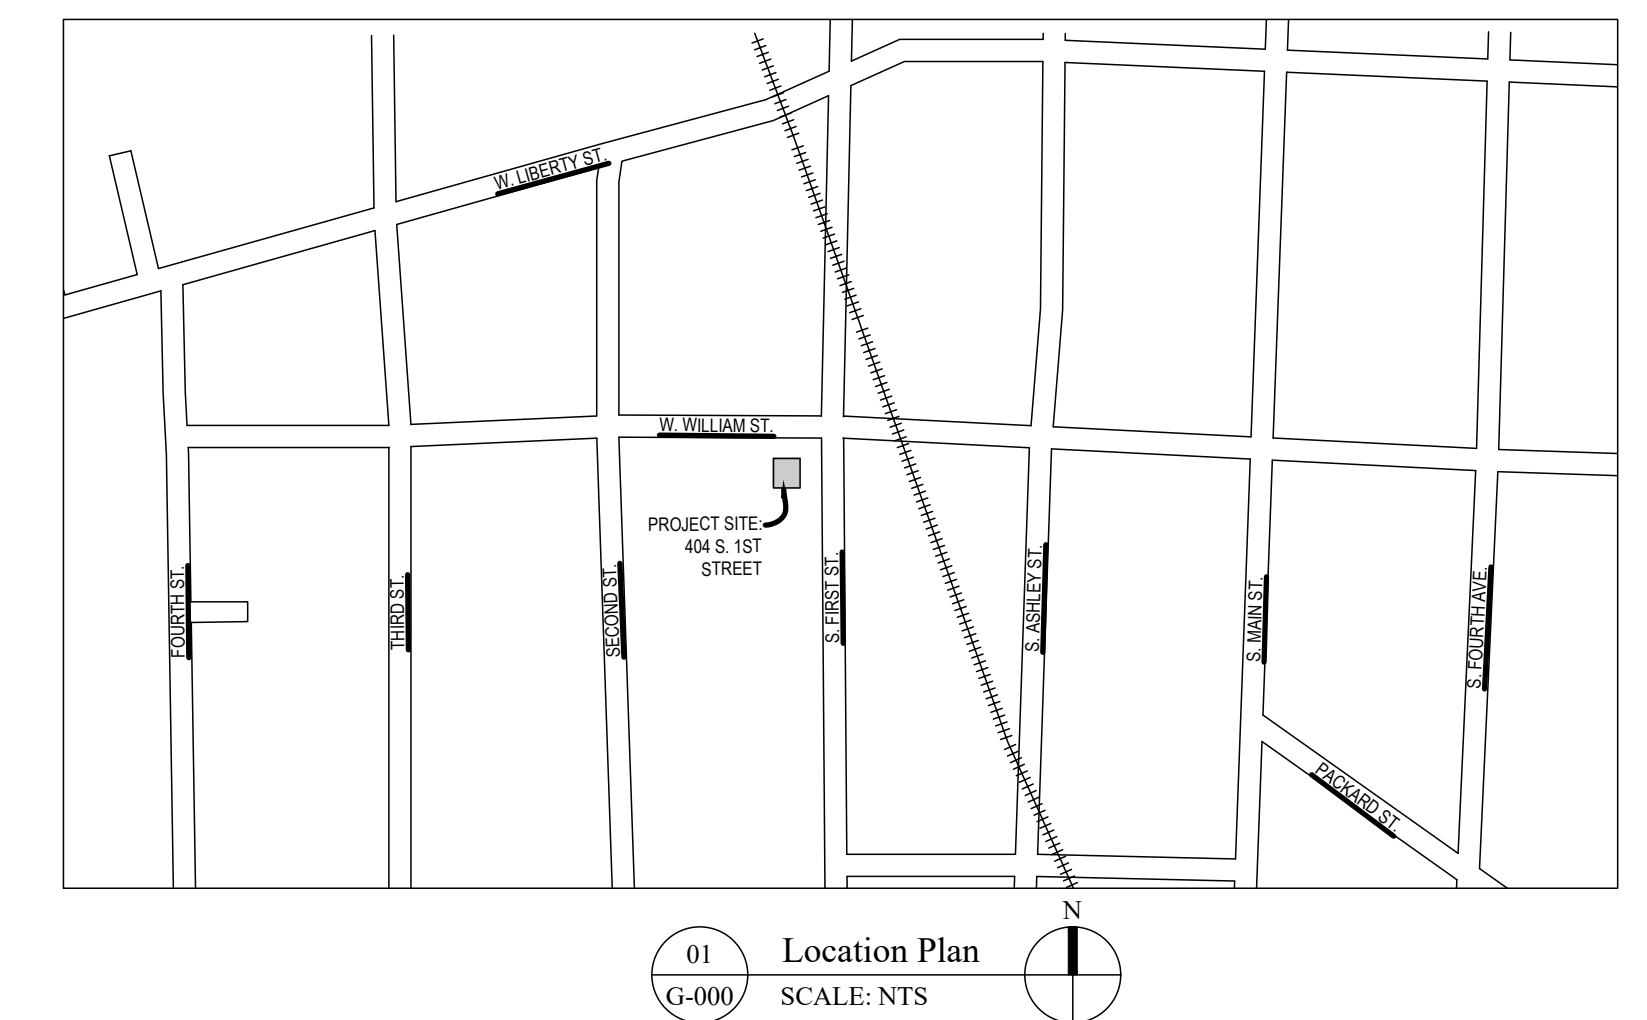 W. LIBERTY ST.
W. WILLIAM ST.
PROJECT SITE:
404 S. 1ST
STREET
FOURTH ST.
THIRD ST.
SECOND ST.
S. FIRST ST.
S. ASHLEY ST.
S. MAIN ST.
S. FOURTH AVE.
PACKARD ST.
N
01
Location Plan
G-000
SCALE: NTS